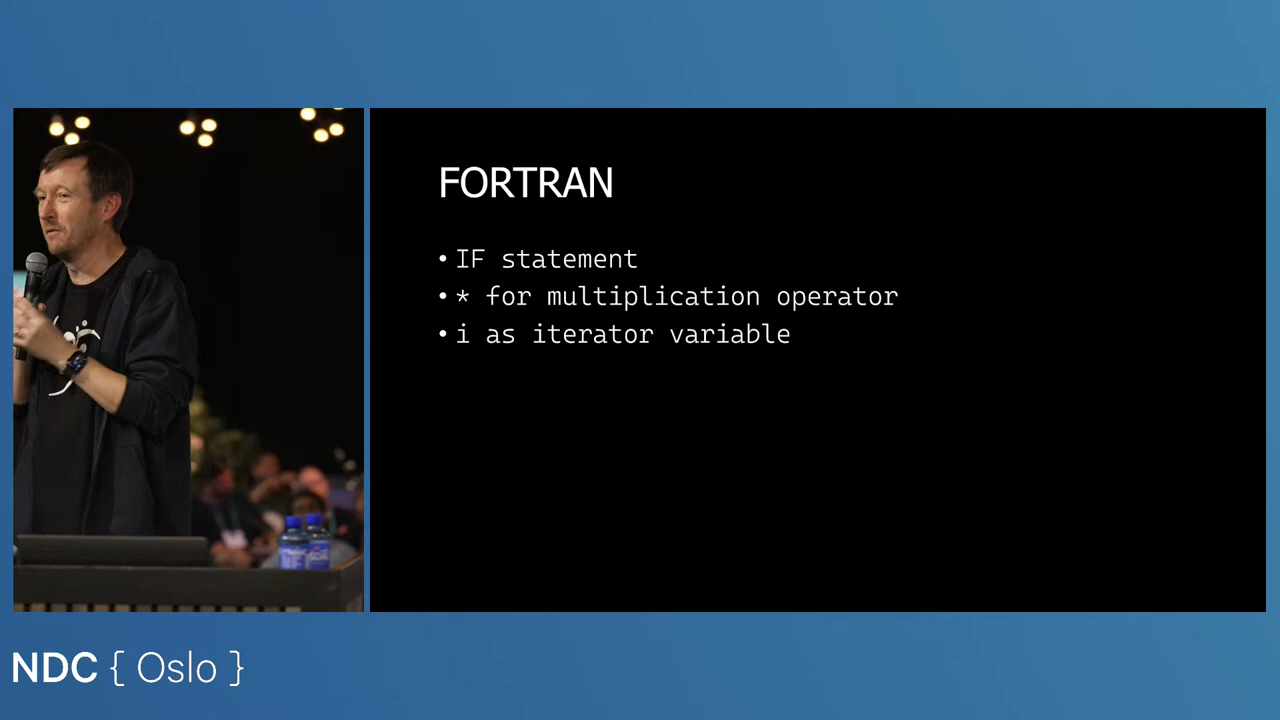 FORTRAN
• IF statement
• * for multiplication operator
• i as iterator variable
NDC { Oslo }